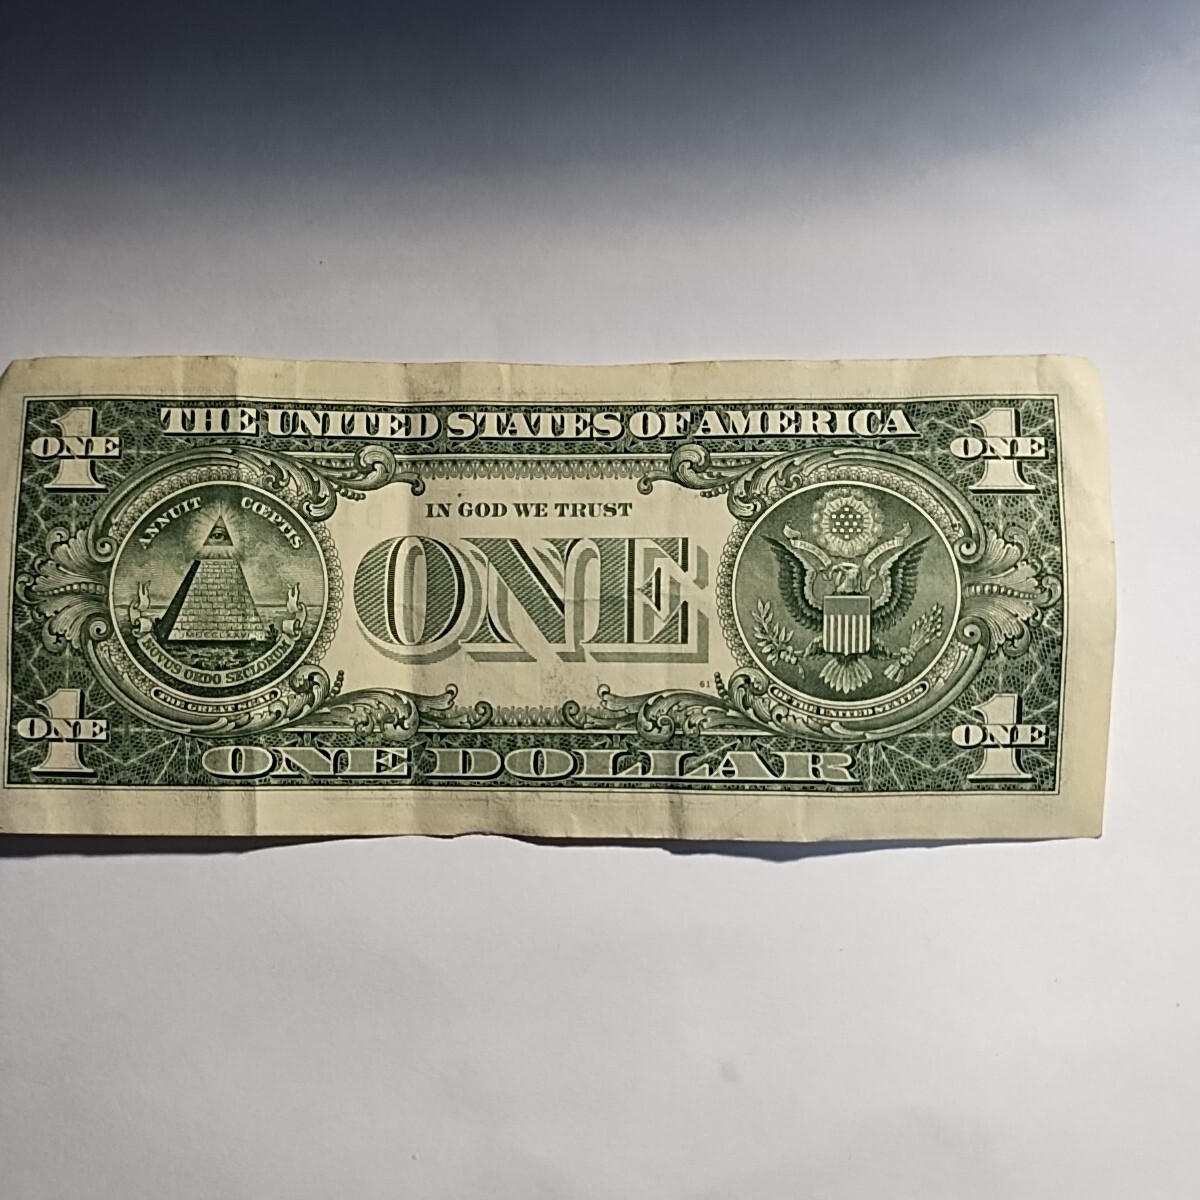 THE UNITED STATES OF AMERICA
1 ONE
1 ONE
IN GOD WE TRUST
ANNUIT CŒPTIS
ONE
MDCCLXXVI
NOVUS ORDO SECLORUM
61
THE GREAT SEAL
OF THE UNITED STATES
1 ONE
1 ONE
ONE DOLLAR